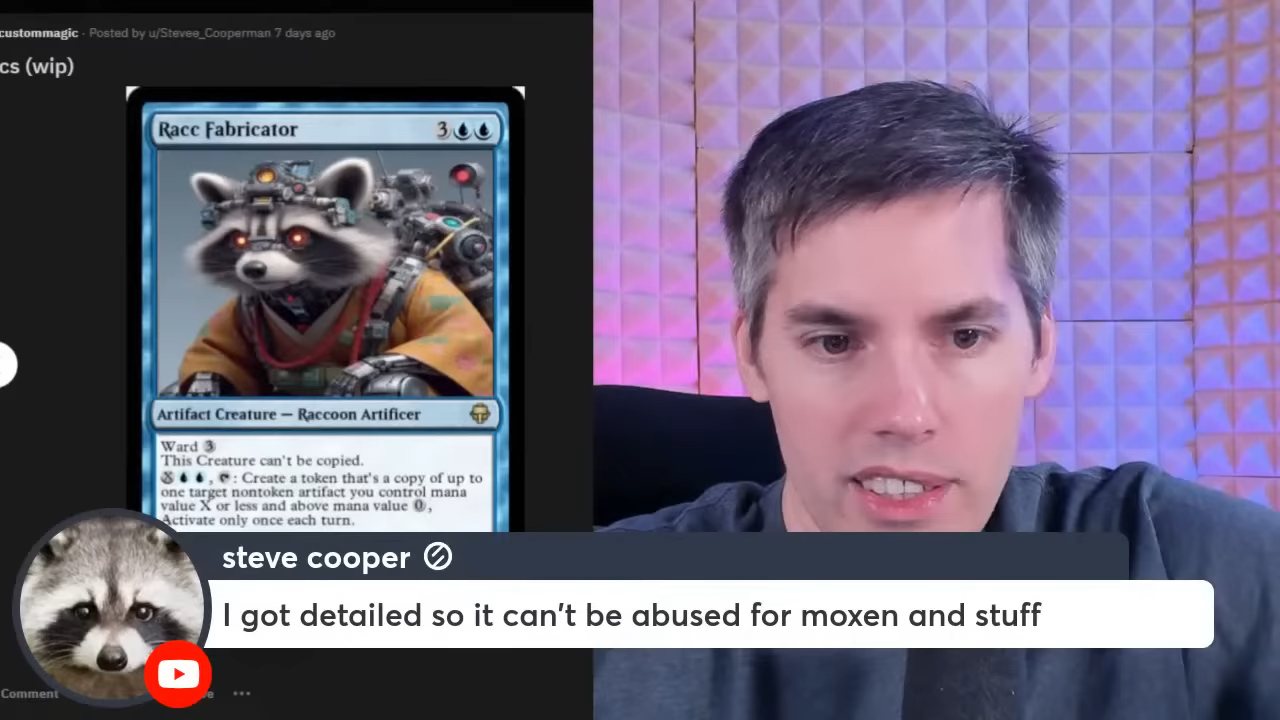 custommagic · Posted by u/Stevee_Cooperman 7 days ago
cs (wip)
Racc Fabricator 3
Artifact Creature — Raccoon Artificer
Ward 3
This Creature can't be copied.
X, : Create a token that's a copy of up to
one target nontoken artifact you control mana
value X or less and above mana value 0,
Activate only once each turn.
steve cooper
I got detailed so it can't be abused for moxen and stuff
Comment